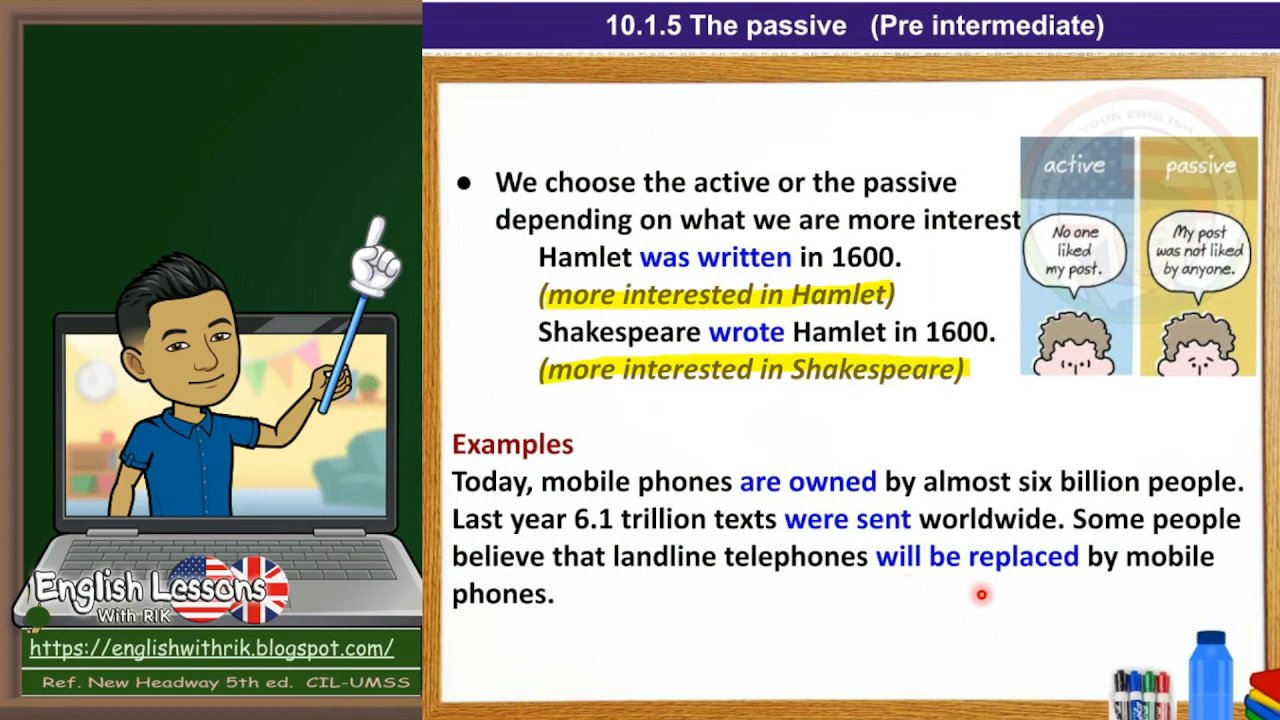 10.1.5 The passive (Pre intermediate)
● We choose the active or the passive
depending on what we are more interest
Hamlet was written in 1600.
(more interested in Hamlet)
Shakespeare wrote Hamlet in 1600.
(more interested in Shakespeare)
active
No one
liked
my post.
passive
My post
was not liked
by anyone.
Examples
Today, mobile phones are owned by almost six billion people.
Last year 6.1 trillion texts were sent worldwide. Some people
believe that landline telephones will be replaced by mobile
phones.
English Lessons
With RIK
https://englishwithrik.blogspot.com/
Ref. New Headway 5th ed. CIL-UMSS